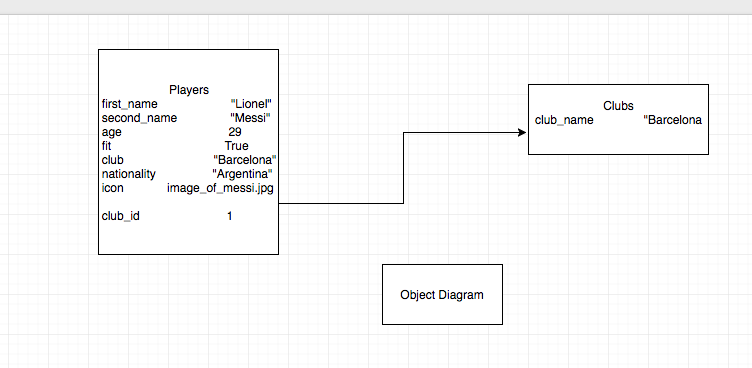 Players
first_name "Lionel"
second_name "Messi"
age 29
fit True
club "Barcelona"
nationality "Argentina"
icon image_of_messi.jpg
club_id 1
Clubs
club_name "Barcelona
Object Diagram